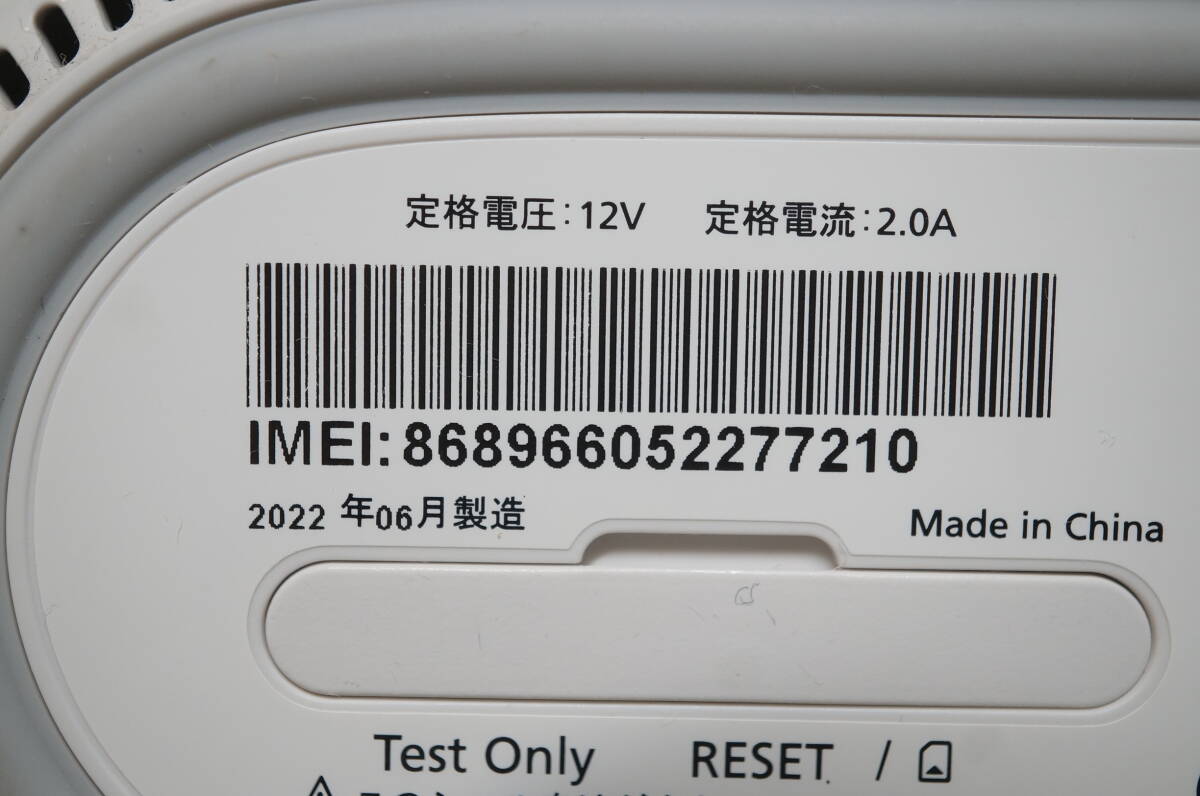 定格電圧：12V 定格電流：2.0A
IMEI: 868966052277210
2022 年06月製造
Made in China
Test Only RESET /